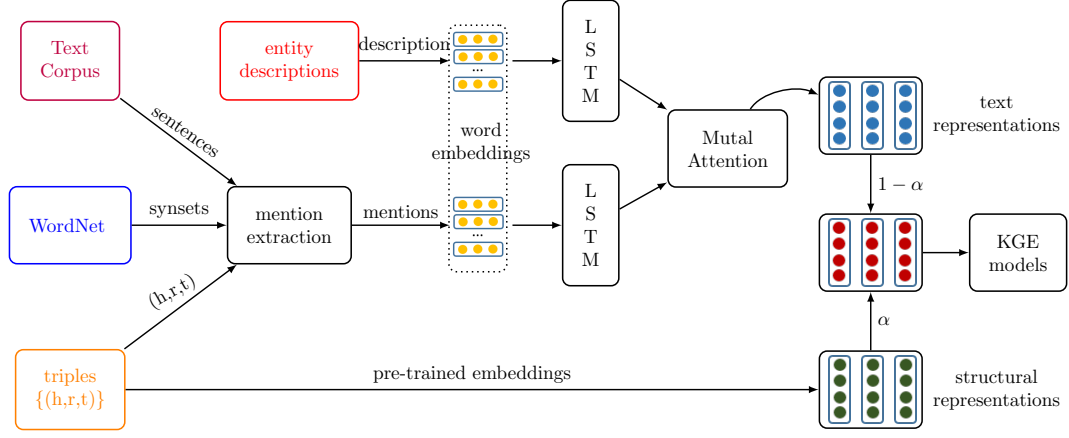 Text
Corpus
entity
descriptions
description
...
L
S
T
M
sentences
word
embeddings
Mutal
Attention
text
representations
WordNet
synsets
mention
extraction
mentions
...
L
S
T
M
1 − α
KGE
models
(h,r,t)
α
triples
{(h,r,t)}
pre-trained embeddings
structural
representations